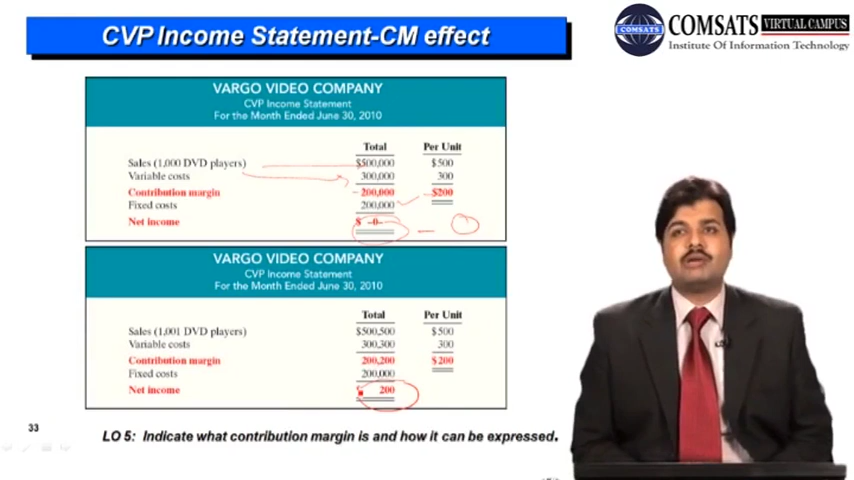 CVP Income Statement-CM effect
COMSATS
COMSATS VIRTUAL CAMPUS
Institute Of Information Technology
VARGO VIDEO COMPANY
CVP Income Statement
For the Month Ended June 30, 2010
Total Per Unit
Sales (1,000 DVD players) $500,000 $500
Variable costs 300,000 300
Contribution margin 200,000 $200
Fixed costs 200,000
Net income $ -0-
VARGO VIDEO COMPANY
CVP Income Statement
For the Month Ended June 30, 2010
Total Per Unit
Sales (1,001 DVD players) $500,500 $500
Variable costs 300,300 300
Contribution margin 200,200 $200
Fixed costs 200,000
Net income $ 200
33
LO 5: Indicate what contribution margin is and how it can be expressed.